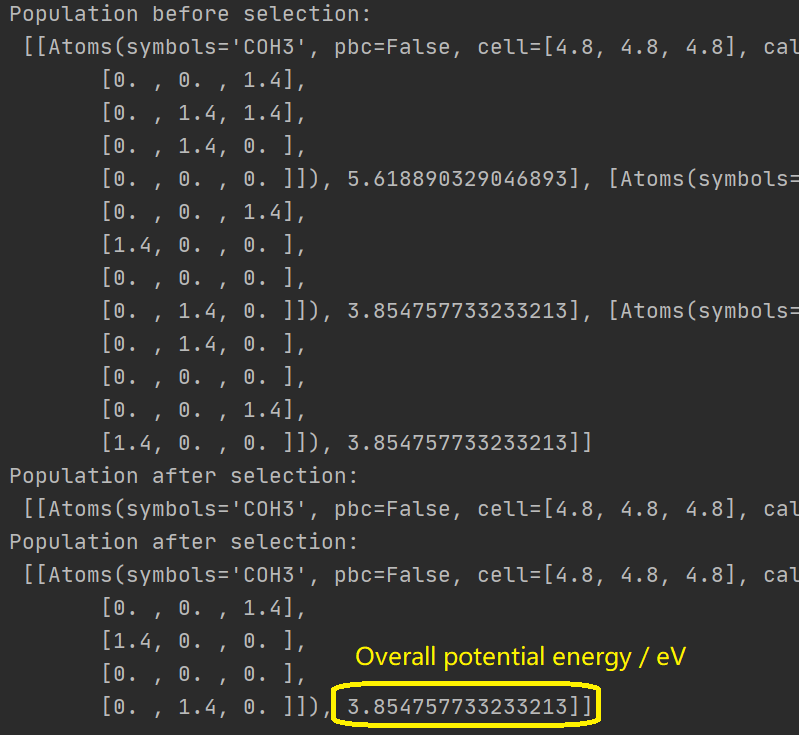 Population before selection:
[[Atoms(symbols='COH3', pbc=False, cell=[4.8, 4.8, 4.8], cal
[0. , 0. , 1.4],
[0. , 1.4, 1.4],
[0. , 1.4, 0. ],
[0. , 0. , 0. ]]), 5.618890329046893], [Atoms(symbols=
[0. , 0. , 1.4],
[1.4, 0. , 0. ],
[0. , 0. , 0. ],
[0. , 1.4, 0. ]]), 3.854757733233213], [Atoms(symbols=
[0. , 1.4, 0. ],
[0. , 0. , 0. ],
[0. , 0. , 1.4],
[1.4, 0. , 0. ]]), 3.854757733233213]]
Population after selection:
[[Atoms(symbols='COH3', pbc=False, cell=[4.8, 4.8, 4.8], cal
Population after selection:
[[Atoms(symbols='COH3', pbc=False, cell=[4.8, 4.8, 4.8], cal
[0. , 0. , 1.4],
[1.4, 0. , 0. ],
[0. , 0. , 0. ],
Overall potential energy / eV
[0. , 1.4, 0. ]]), 3.854757733233213]]